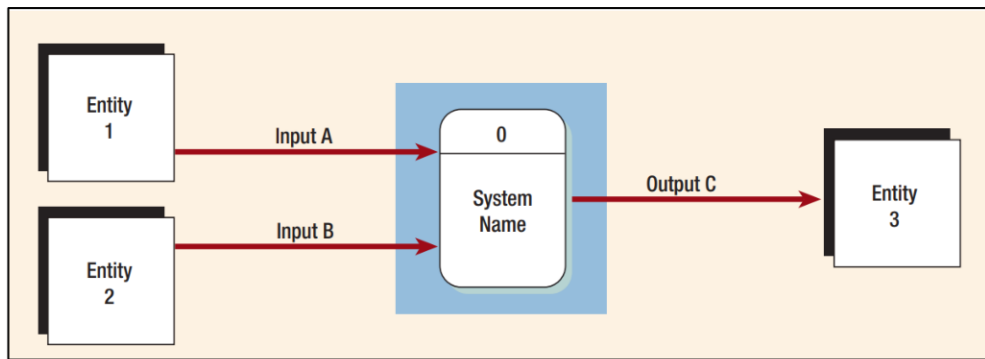 Entity
1
Input A
0
System
Name
Output C
Entity
3
Input B
Entity
2